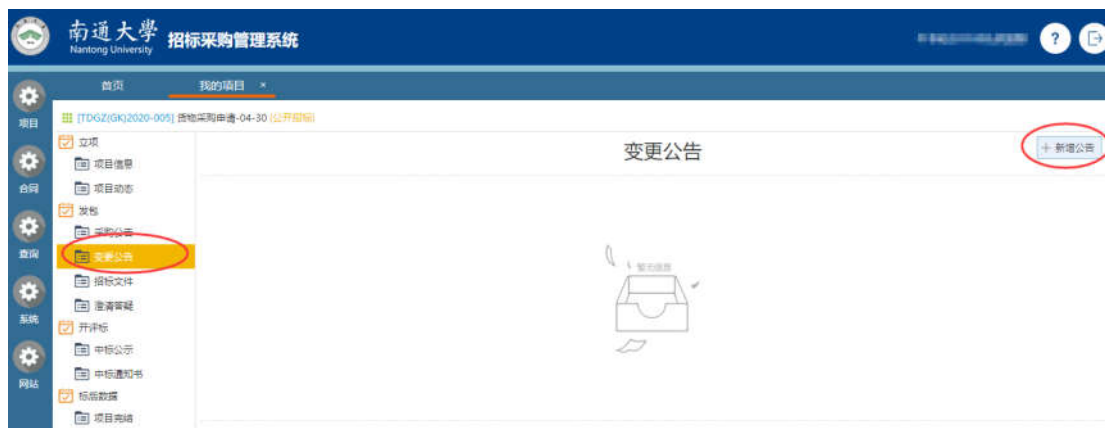 南通大學
Nantong University
招标采购管理系统
?
首页
我的项目 ×
项目
合同
查询
系统
网站
[TDGZ(GK)2020-005] 货物采购申请-04-30 (公开招标)
立项
项目信息
项目动态
发包
采购公告
变更公告
招标文件
澄清答疑
开评标
中标公示
中标通知书
标后数据
项目完结
变更公告
+ 新增公告
暂无信息